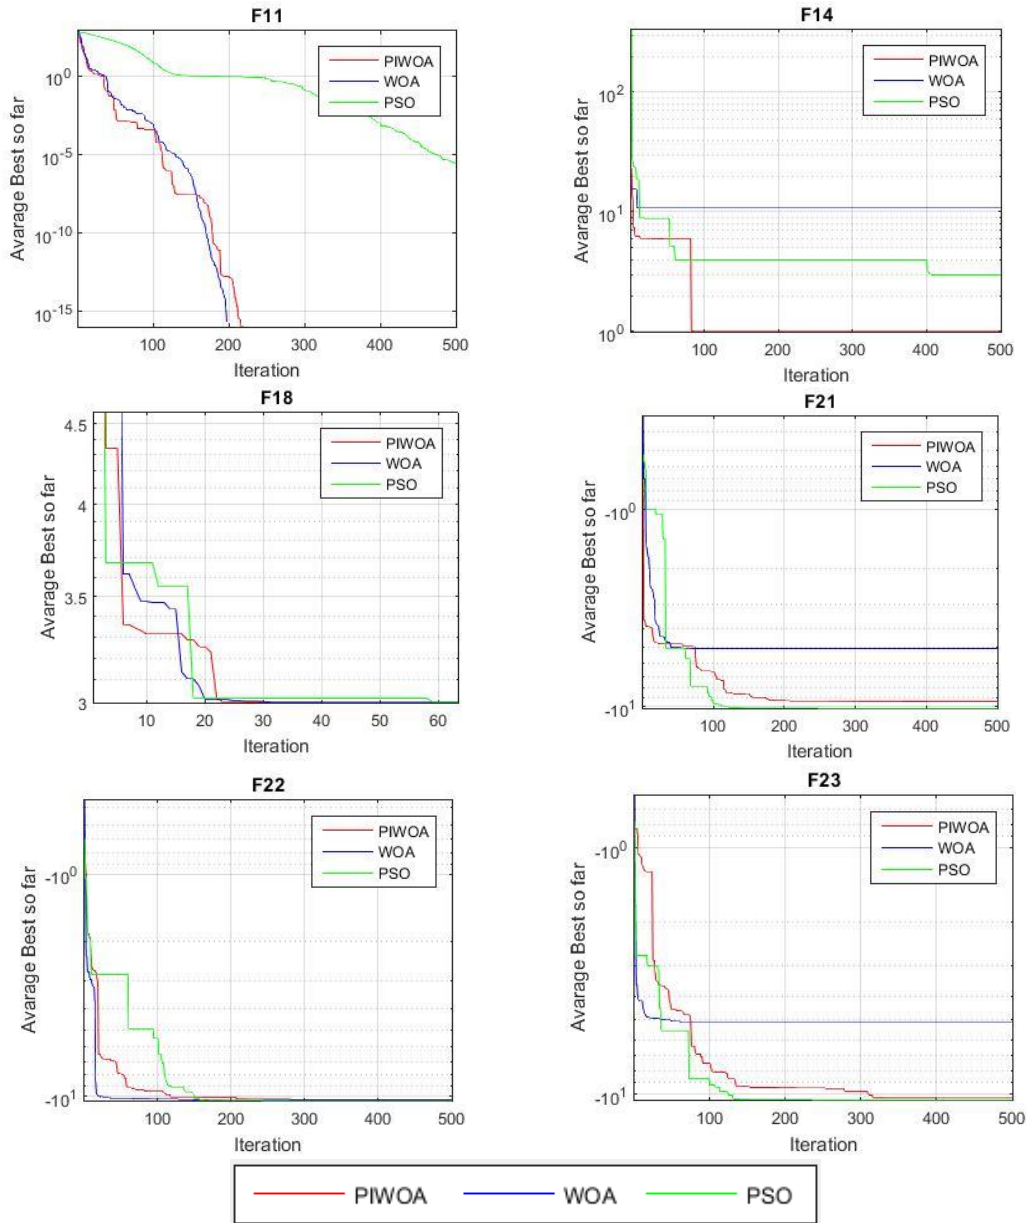 F11
Avarage Best so far
10^0
10^-5
10^-10
10^-15
PIWOA
WOA
PSO
100 200 300 400 500
Iteration
F14
Avarage Best so far
10^2
10^1
10^0
PIWOA
WOA
PSO
100 200 300 400 500
Iteration
F18
Avarage Best so far
4.5
4
3.5
3
PIWOA
WOA
PSO
10 20 30 40 50 60
Iteration
F21
Avarage Best so far
-10^0
-10^1
PIWOA
WOA
PSO
100 200 300 400 500
Iteration
F22
Avarage Best so far
-10^0
-10^1
PIWOA
WOA
PSO
100 200 300 400 500
Iteration
F23
Avarage Best so far
-10^0
-10^1
PIWOA
WOA
PSO
100 200 300 400 500
Iteration
PIWOA WOA PSO